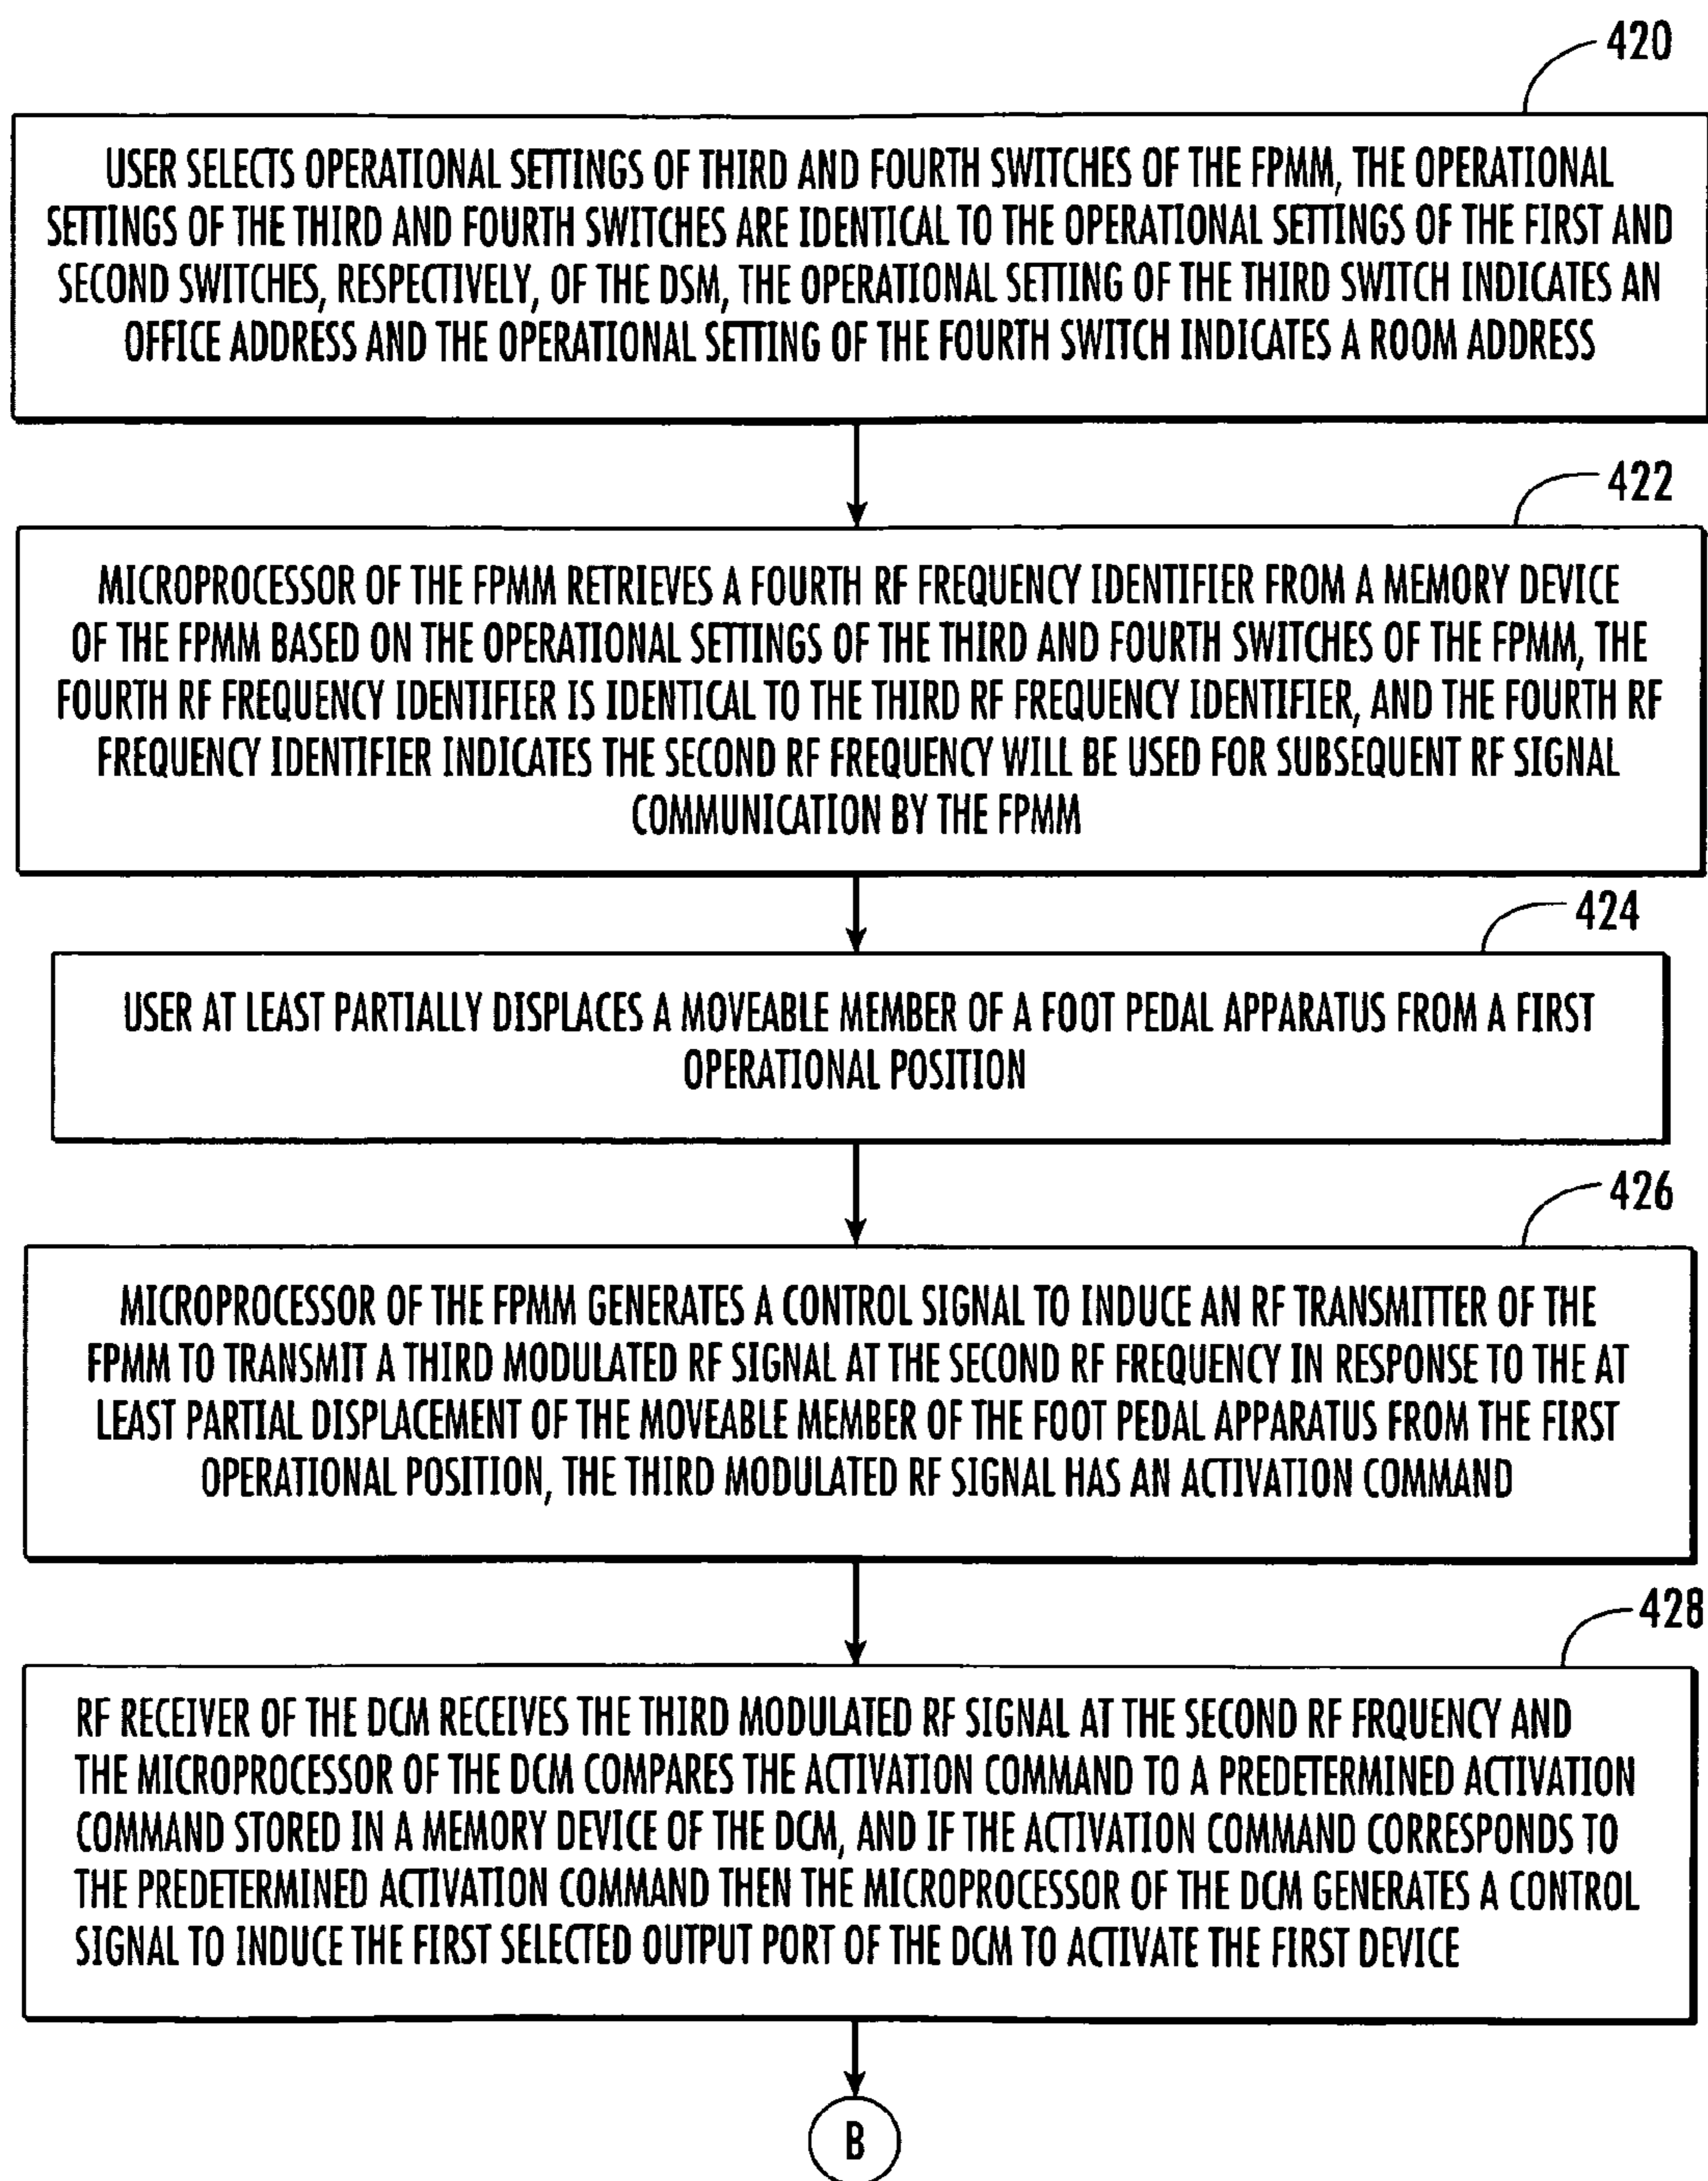 420
USER SELECTS OPERATIONAL SETTINGS OF THIRD AND FOURTH SWITCHES OF THE FPMM, THE OPERATIONAL
SETTINGS OF THE THIRD AND FOURTH SWITCHES ARE IDENTICAL TO THE OPERATIONAL SETTINGS OF THE FIRST AND
SECOND SWITCHES, RESPECTIVELY, OF THE DSM, THE OPERATIONAL SETTING OF THE THIRD SWITCH INDICATES AN
OFFICE ADDRESS AND THE OPERATIONAL SETTING OF THE FOURTH SWITCH INDICATES A ROOM ADDRESS
422
MICROPROCESSOR OF THE FPMM RETRIEVES A FOURTH RF FREQUENCY IDENTIFIER FROM A MEMORY DEVICE
OF THE FPMM BASED ON THE OPERATIONAL SETTINGS OF THE THIRD AND FOURTH SWITCHES OF THE FPMM, THE
FOURTH RF FREQUENCY IDENTIFIER IS IDENTICAL TO THE THIRD RF FREQUENCY IDENTIFIER, AND THE FOURTH RF
FREQUENCY IDENTIFIER INDICATES THE SECOND RF FREQUENCY WILL BE USED FOR SUBSEQUENT RF SIGNAL
COMMUNICATION BY THE FPMM
424
USER AT LEAST PARTIALLY DISPLACES A MOVEABLE MEMBER OF A FOOT PEDAL APPARATUS FROM A FIRST
OPERATIONAL POSITION
426
MICROPROCESSOR OF THE FPMM GENERATES A CONTROL SIGNAL TO INDUCE AN RF TRANSMITTER OF THE
FPMM TO TRANSMIT A THIRD MODULATED RF SIGNAL AT THE SECOND RF FREQUENCY IN RESPONSE TO THE AT
LEAST PARTIAL DISPLACEMENT OF THE MOVEABLE MEMBER OF THE FOOT PEDAL APPARATUS FROM THE FIRST
OPERATIONAL POSITION, THE THIRD MODULATED RF SIGNAL HAS AN ACTIVATION COMMAND
428
RF RECEIVER OF THE DCM RECEIVES THE THIRD MODULATED RF SIGNAL AT THE SECOND RF FRQUENCY AND
THE MICROPROCESSOR OF THE DCM COMPARES THE ACTIVATION COMMAND TO A PREDETERMINED ACTIVATION
COMMAND STORED IN A MEMORY DEVICE OF THE DCM, AND IF THE ACTIVATION COMMAND CORRESPONDS TO
THE PREDETERMINED ACTIVATION COMMAND THEN THE MICROPROCESSOR OF THE DCM GENERATES A CONTROL
SIGNAL TO INDUCE THE FIRST SELECTED OUTPUT PORT OF THE DCM TO ACTIVATE THE FIRST DEVICE
B